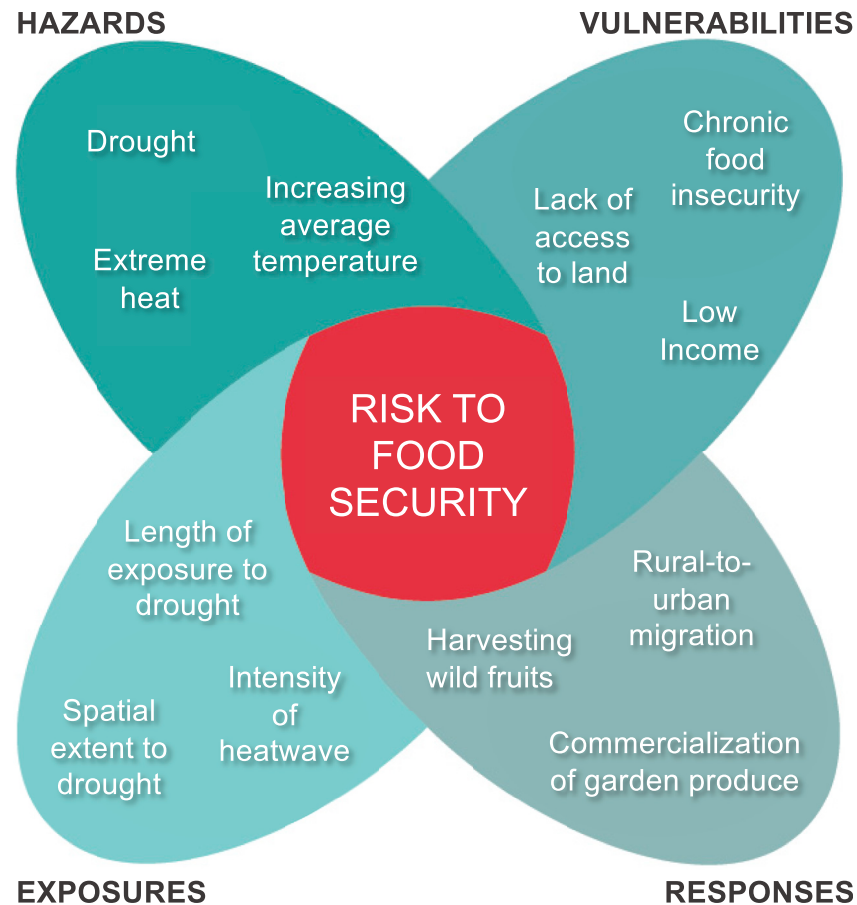 HAZARDS
VULNERABILITIES
Drought
Increasing
average
temperature
Extreme
heat
Chronic
food
insecurity
Lack of
access
to land
Low
Income
RISK TO
FOOD
SECURITY
Length of
exposure to
drought
Intensity
of
heatwave
Spatial
extent to
drought
Rural-to-
urban
migration
Harvesting
wild fruits
Commercialization
of garden produce
EXPOSURES
RESPONSES